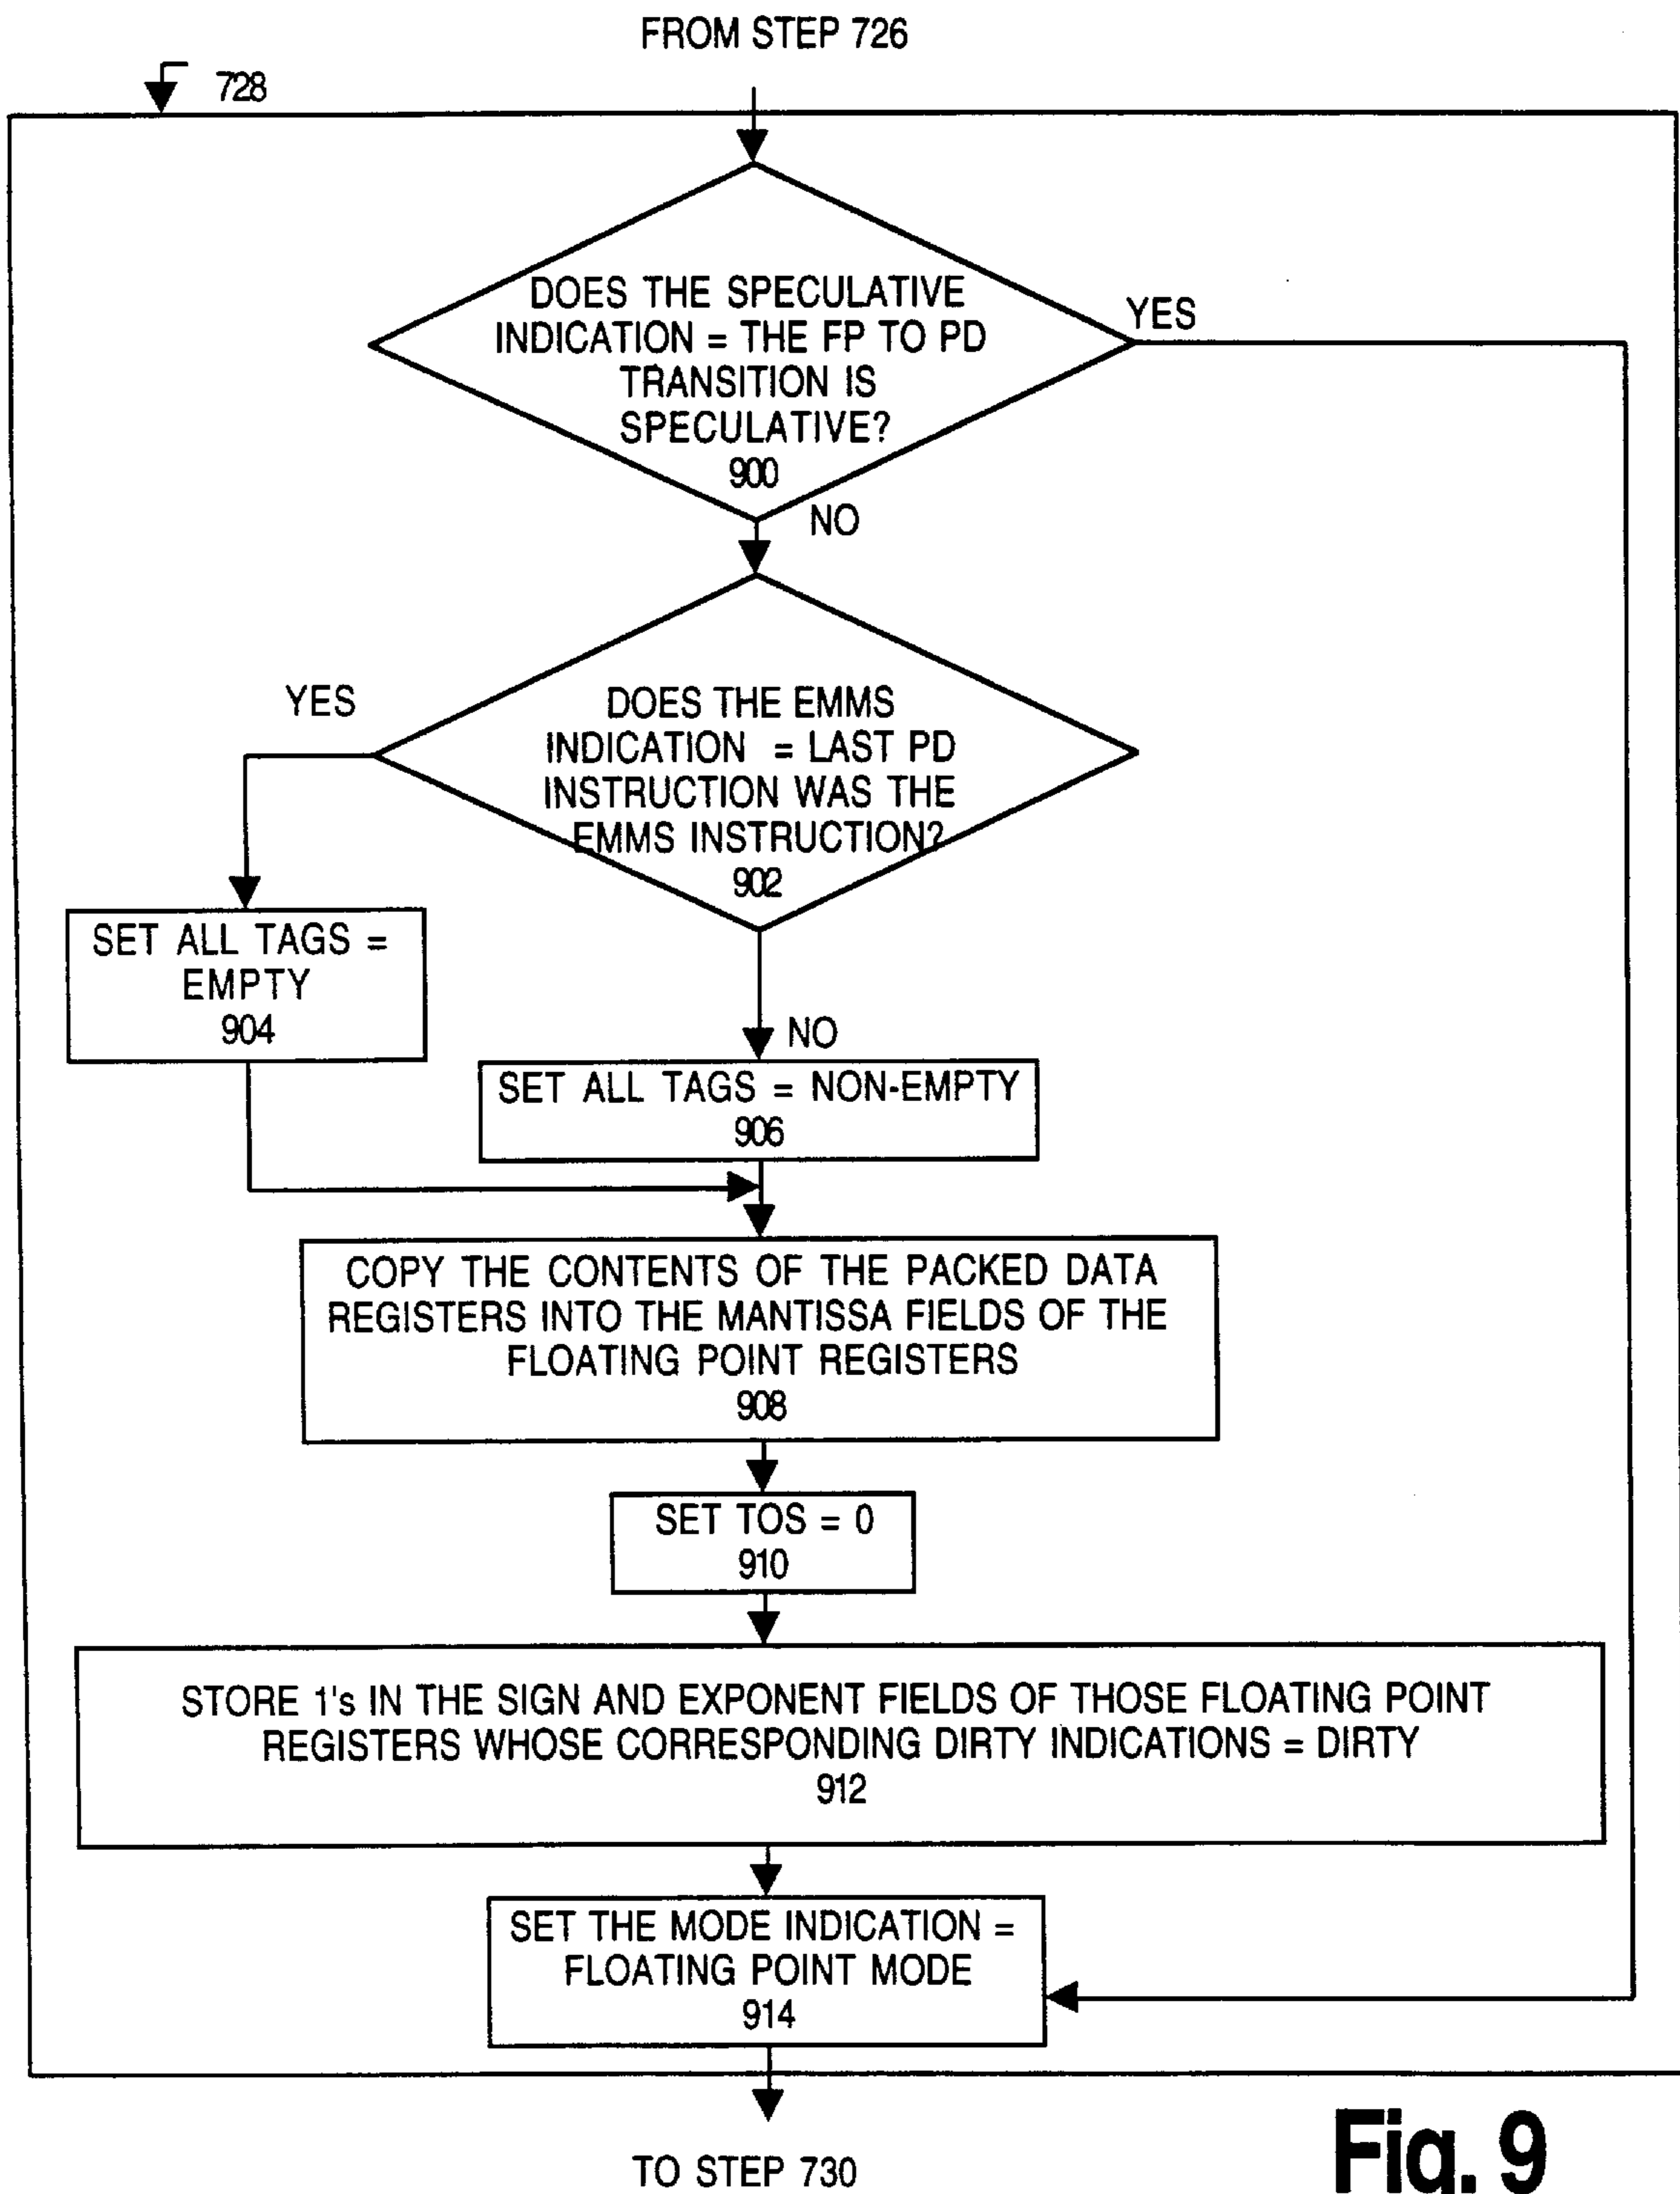 FROM STEP 726
728
DOES THE SPECULATIVE
INDICATION = THE FP TO PD
TRANSITION IS
SPECULATIVE?
900
YES
NO
DOES THE EMMS
INDICATION = LAST PD
INSTRUCTION WAS THE
EMMS INSTRUCTION?
902
YES
SET ALL TAGS =
EMPTY
904
NO
SET ALL TAGS = NON-EMPTY
906
COPY THE CONTENTS OF THE PACKED DATA
REGISTERS INTO THE MANTISSA FIELDS OF THE
FLOATING POINT REGISTERS
908
SET TOS = 0
910
STORE 1's IN THE SIGN AND EXPONENT FIELDS OF THOSE FLOATING POINT
REGISTERS WHOSE CORRESPONDING DIRTY INDICATIONS = DIRTY
912
SET THE MODE INDICATION =
FLOATING POINT MODE
914
TO STEP 730
Fig. 9